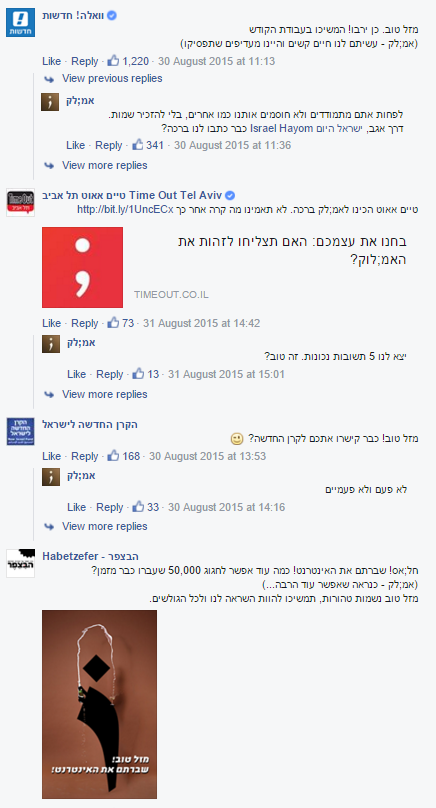 וואלה! חדשות
מזל טוב. כן ירבו! המשיכו בעבודת הקודש
(אמ;לק - עשיתם לנו חיים קשים והיינו מעדיפים שתפסיקו)
Like · Reply · 1,220 · 30 August 2015 at 11:13
View previous replies
אמ;לק
לפחות אתם מתמודדים ולא חוסמים אותנו כמו אחרים, בלי להזכיר שמות.
דרך אגב, ישראל היום Israel Hayom כבר כתבו לנו ברכה?
Like · Reply · 341 · 30 August 2015 at 11:36
View more replies
טיים אאוט תל אביב Time Out Tel Aviv
טיים אאוט הכינו לאמ;לק ברכה. לא תאמינו מה קרה אחר כך http://bit.ly/1UncECx
בחנו את עצמכם: האם תצליחו לזהות את
האמ;לוק?
TIMEOUT.CO.IL
Like · Reply · 73 · 31 August 2015 at 14:42
אמ;לק
יצא לנו 5 תשובות נכונות. זה טוב?
Like · Reply · 13 · 31 August 2015 at 15:01
View more replies
הקרן החדשה לישראל
הקרן
החדשה
לישראל
מזל טוב! כבר קישרו אתכם לקרן החדשה?
Like · Reply · 168 · 30 August 2015 at 13:53
אמ;לק
לא פעם ולא פעמיים
Like · Reply · 33 · 30 August 2015 at 14:16
View more replies
Habetzefer - הבצפר
הבצפר
חל;אס! שברתם את האינטרנט! כמה עוד אפשר לחגוג 50,000 שעברו כבר מזמן?
(אמ;לק - כנראה שאפשר עוד הרבה...)
מזל טוב נשמות טהורות, תמשיכו להוות השראה לנו ולכל הגולשים.
מזל טוב!
שברתם את האינטרנט!